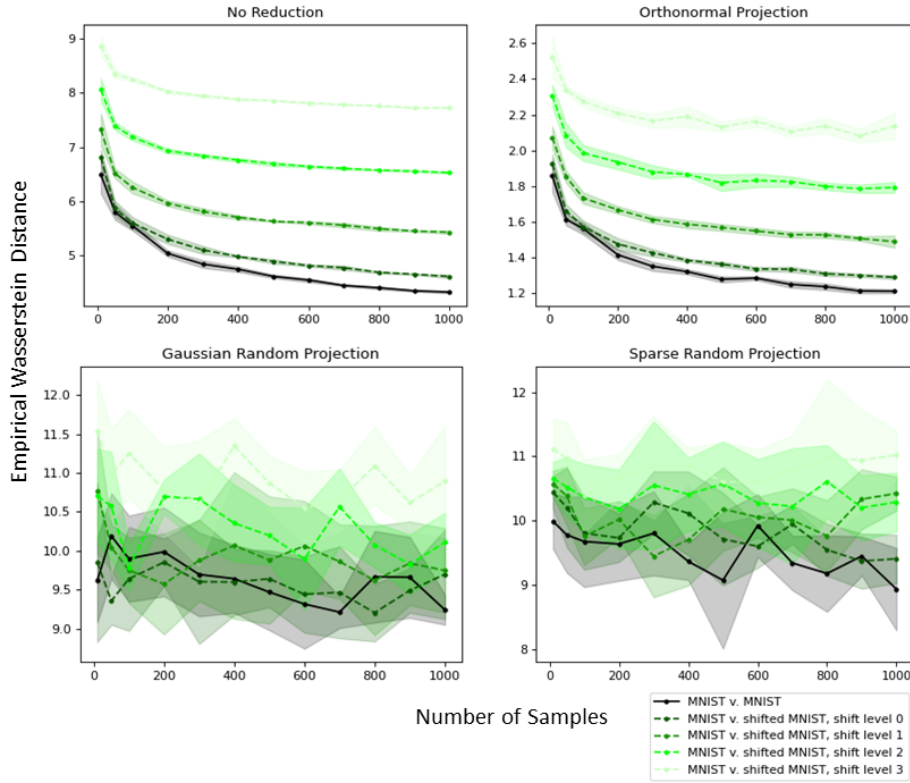 No Reduction
Orthonormal Projection
9
8
7
6
5
0 200 400 600 800 1000
2.6
2.4
2.2
2.0
1.8
1.6
1.4
1.2
0 200 400 600 800 1000
Empirical Wasserstein Distance
Gaussian Random Projection
Sparse Random Projection
12.0
11.5
11.0
10.5
10.0
9.5
9.0
0 200 400 600 800 1000
12
11
10
9
8
0 200 400 600 800 1000
Number of Samples
MNIST v. MNIST
MNIST v. shifted MNIST, shift level 0
MNIST v. shifted MNIST, shift level 1
MNIST v. shifted MNIST, shift level 2
MNIST v. shifted MNIST, shift level 3